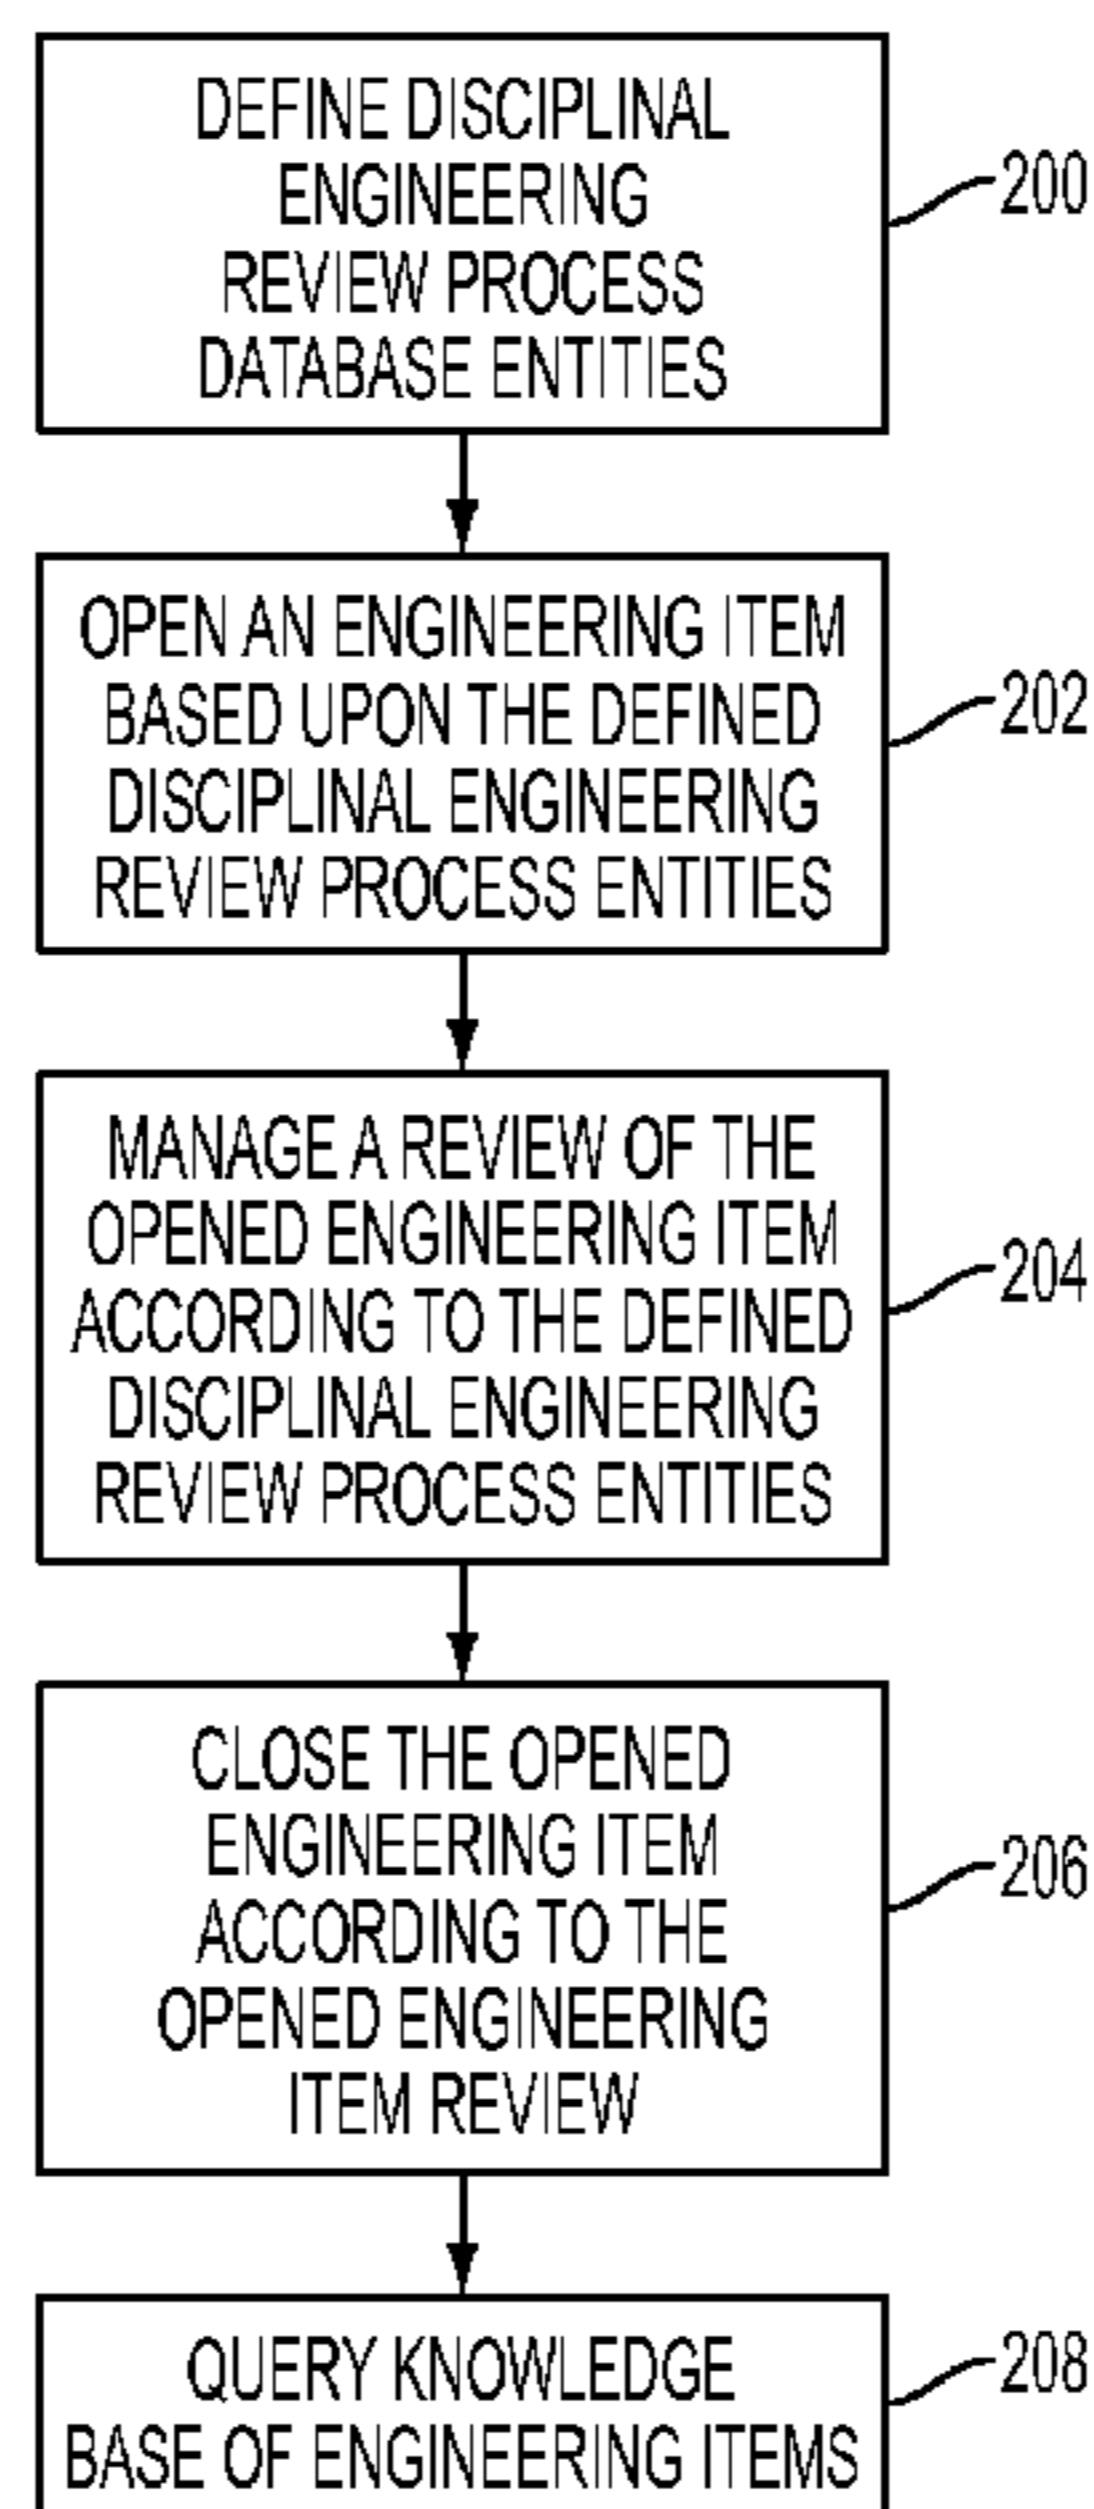 DEFINE DISCIPLINAL
ENGINEERING
REVIEW PROCESS
DATABASE ENTITIES
200
OPEN AN ENGINEERING ITEM
BASED UPON THE DEFINED
DISCIPLINAL ENGINEERING
REVIEW PROCESS ENTITIES
202
MANAGE A REVIEW OF THE
OPENED ENGINEERING ITEM
ACCORDING TO THE DEFINED
DISCIPLINAL ENGINEERING
REVIEW PROCESS ENTITIES
204
CLOSE THE OPENED
ENGINEERING ITEM
ACCORDING TO THE
OPENED ENGINEERING
ITEM REVIEW
206
QUERY KNOWLEDGE
BASE OF ENGINEERING ITEMS
208